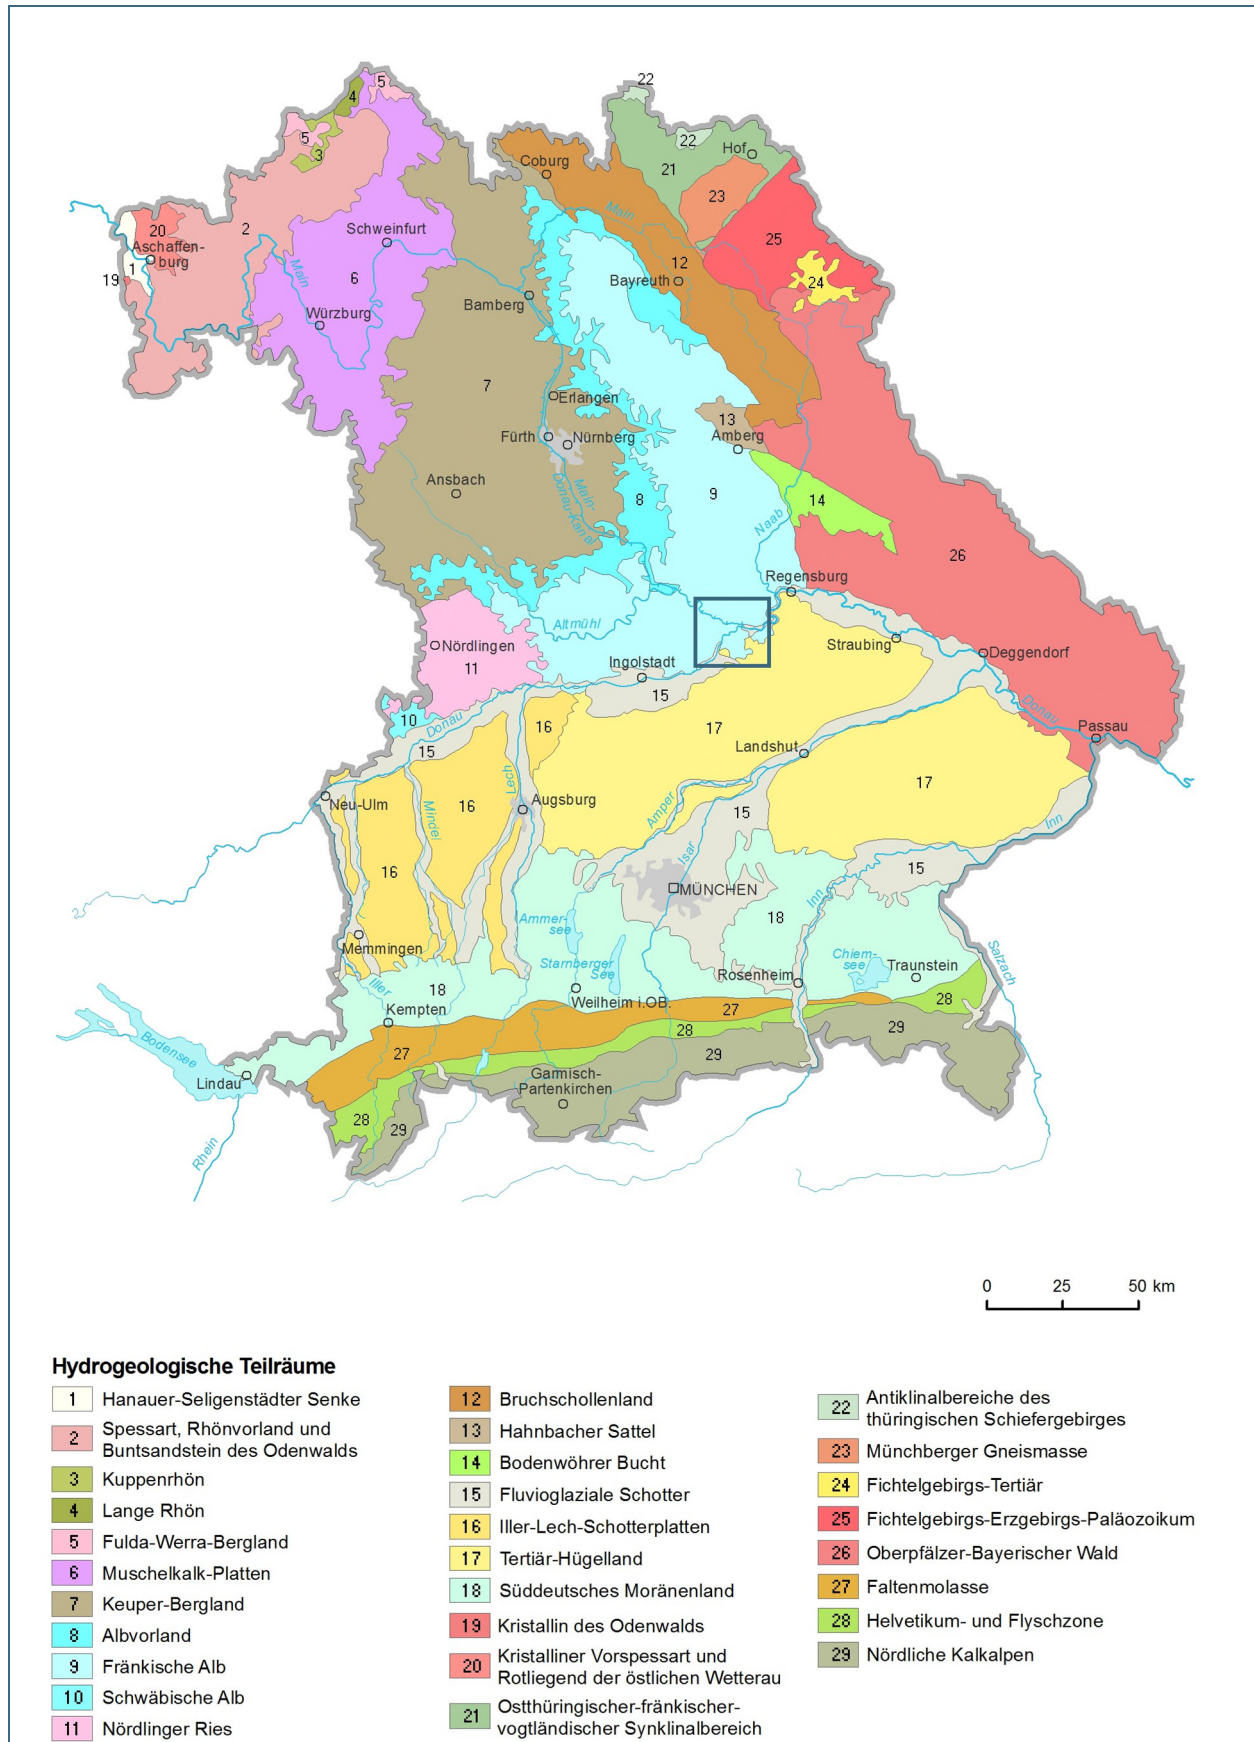 22
5
4
22
5
Hof
3
Coburg
21
23
20
2
Main
Schweinfurt
25
Aschaffen-
burg
1
19
12
24
Main
6
Bayreuth
Bamberg
Würzburg
7
Erlangen
13
Fürth
Nürnberg
Amberg
Ansbach
Main-
Donau-Kanal
8
9
14
Naab
26
Regensburg
Altmühl
Nördlingen
11
Straubing
Deggendorf
Ingolstadt
15
10
Donau
15
16
17
Donau
Passau
Landshut
Neu-Ulm
Mindel
16
Lech
Augsburg
Amper
15
17
Inn
16
Isar
MÜNCHEN
15
Inn
18
Ammer-
see
Memmingen
Starnberger
See
Chiem-
see
Salzach
Traunstein
Rosenheim
Iller
18
Kempten
Weilheim i.OB.
27
28
28
29
Bodensee
27
29
Lindau
Garmisch-
Partenkirchen
28
29
Rhein
0 25 50 km
Hydrogeologische Teilräume
1 Hanauer-Seligenstädter Senke
2 Spessart, Rhönvorland und
Buntsandstein des Odenwalds
3 Kuppenrhön
4 Lange Rhön
5 Fulda-Werra-Bergland
6 Muschelkalk-Platten
7 Keuper-Bergland
8 Albvorland
9 Fränkische Alb
10 Schwäbische Alb
11 Nördlinger Ries
12 Bruchschollenland
13 Hahnbacher Sattel
14 Bodenwöhrer Bucht
15 Fluvioglaziale Schotter
16 Iller-Lech-Schotterplatten
17 Tertiär-Hügelland
18 Süddeutsches Moränenland
19 Kristallin des Odenwalds
20 Kristalliner Vorspessart und
Rotliegend der östlichen Wetterau
21 Ostthüringischer-fränkischer-
vogtländischer Synklinalbereich
22 Antiklinalbereiche des
thüringischen Schiefergebirges
23 Münchberger Gneismasse
24 Fichtelgebirgs-Tertiär
25 Fichtelgebirgs-Erzgebirgs-Paläozoikum
26 Oberpfälzer-Bayerischer Wald
27 Faltenmolasse
28 Helvetikum- und Flyschzone
29 Nördliche Kalkalpen